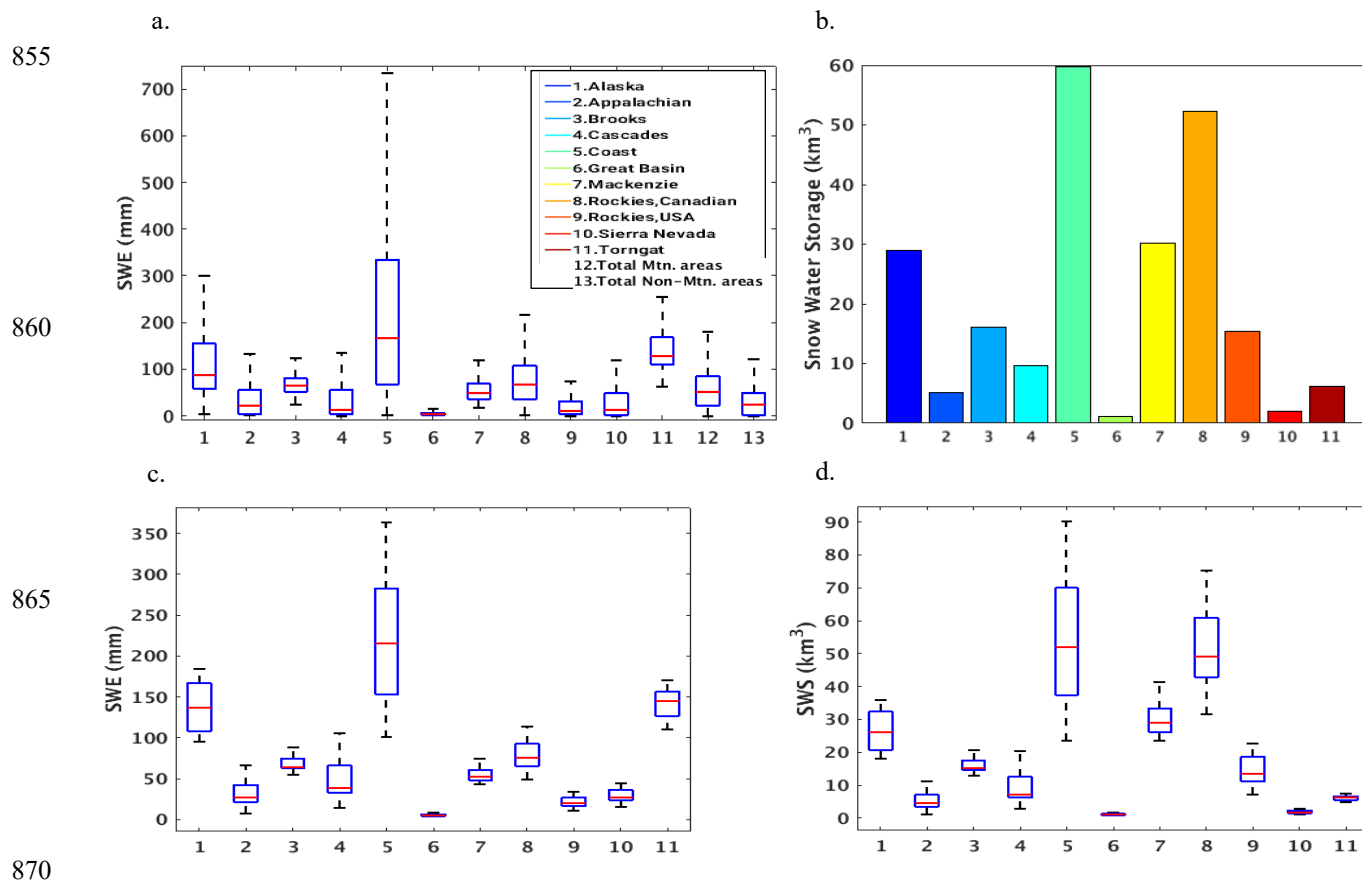 a.
855
700
600
500
400
300
200
100
0
SWE (mm)
1.Alaska
2.Appalachian
3.Brooks
4.Cascades
5.Coast
6.Great Basin
7.Mackenzie
8.Rockies,Canadian
9.Rockies,USA
10.Sierra Nevada
11.Torngat
12.Total Mtn. areas
13.Total Non-Mtn. areas
1 2 3 4 5 6 7 8 9 10 11 12 13
60
50
40
30
20
10
0
Snow Water Storage (km³)
1 2 3 4 5 6 7 8 9 10 11
b.
860
c.
350
300
250
200
150
100
50
0
SWE (mm)
1 2 3 4 5 6 7 8 9 10 11
d.
90
80
70
60
50
40
30
20
10
0
SWS (km³)
1 2 3 4 5 6 7 8 9 10 11
865
870